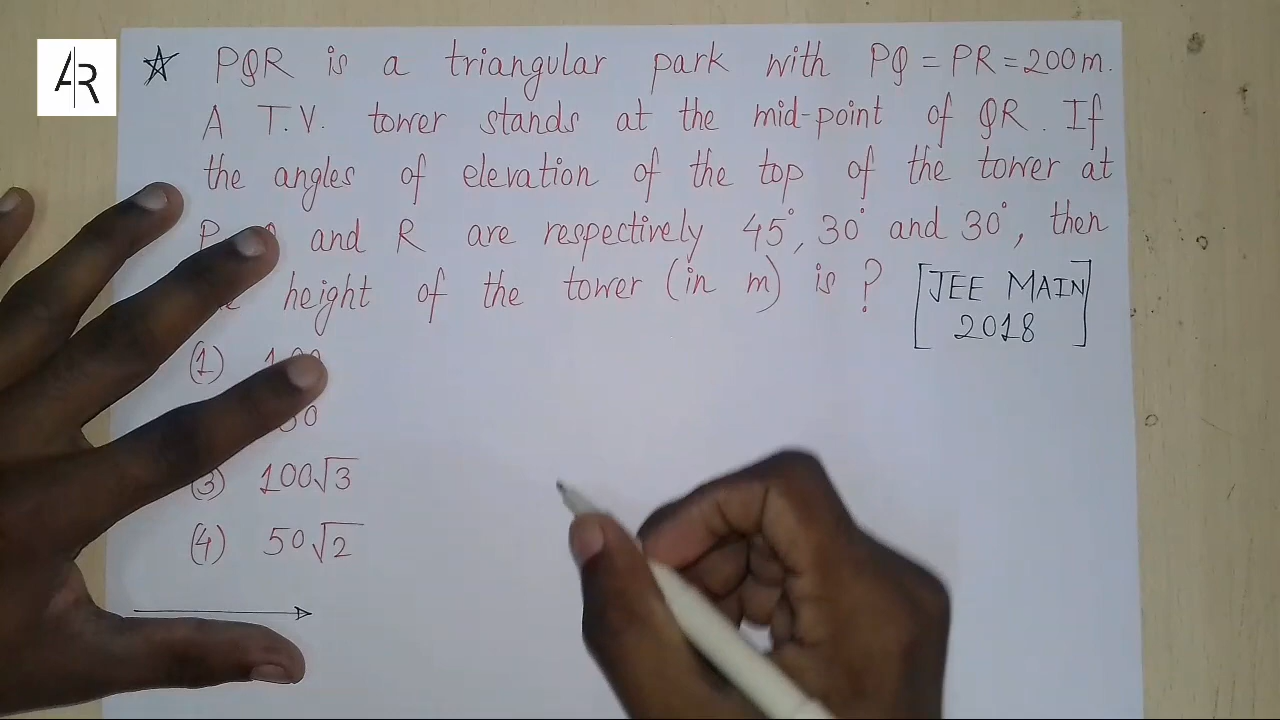 AR
☆ PQR is a triangular park with PQ = PR = 200m.
A T.V. tower stands at the mid-point of QR. If
the angles of elevation of the top of the tower at
P and R are respectively 45°, 30° and 30°, then
height of the tower (in m) is ?
[JEE MAIN
2018]
(1) 100
(3) 100√3
(4) 50√2